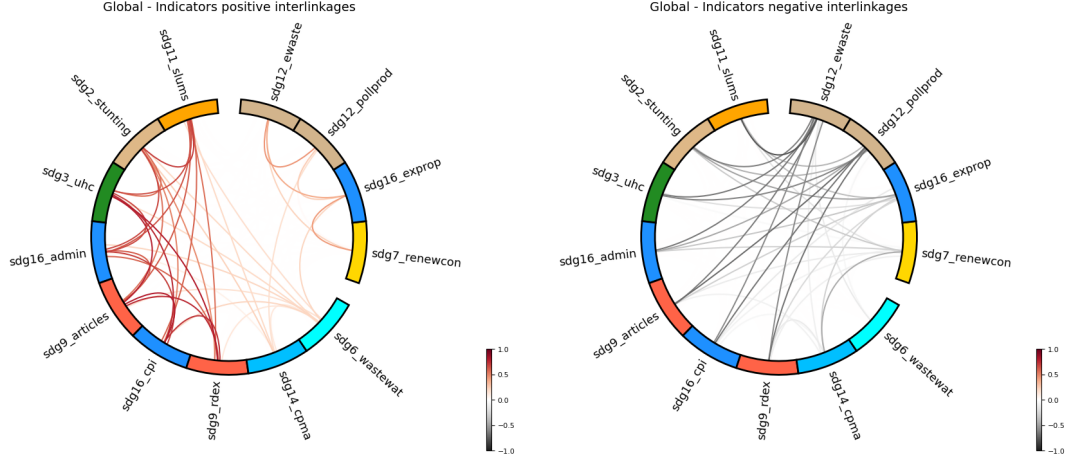 Global - Indicators positive interlinkages
sdg11_slums
sdg12_ewaste
sdg2_stunting
sdg12_pollprod
sdg3_uhc
sdg16_exprop
sdg16_admin
sdg7_renewcon
sdg9_articles
sdg6_wastewat
sdg16_cpi
sdg9_rdex
sdg14_cpma
1.0
0.5
0.0
−0.5
−1.0
Global - Indicators negative interlinkages
sdg11_slums
sdg12_ewaste
sdg2_stunting
sdg12_pollprod
sdg3_uhc
sdg16_exprop
sdg16_admin
sdg7_renewcon
sdg9_articles
sdg6_wastewat
sdg16_cpi
sdg9_rdex
sdg14_cpma
1.0
0.5
0.0
−0.5
−1.0